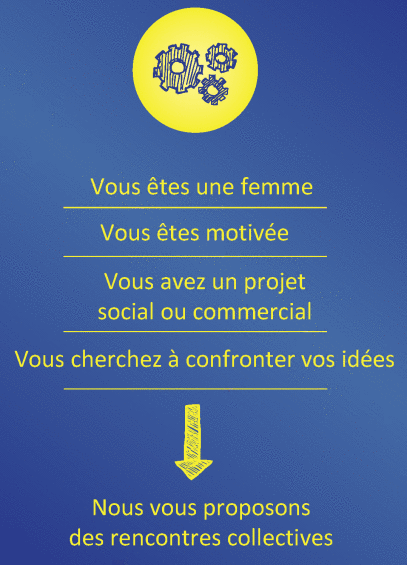 Vous êtes une femme
Vous êtes motivée
Vous avez un projet
social ou commercial
Vous cherchez à confronter vos idées
Nous vous proposons
des rencontres collectives